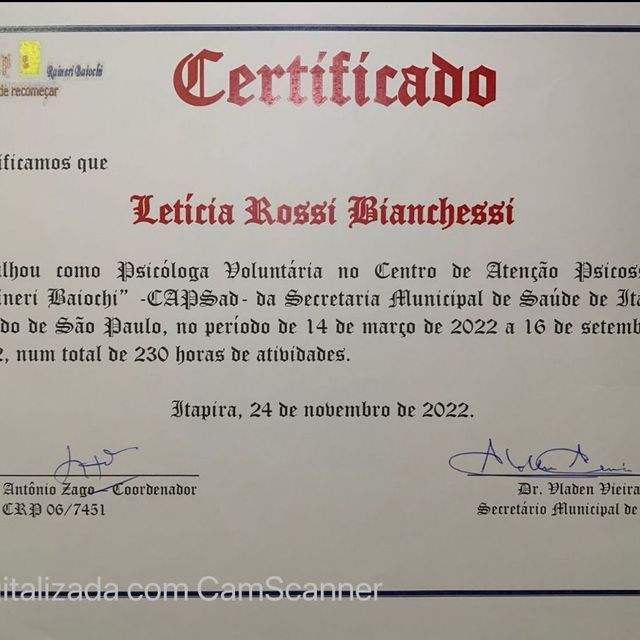 Raineri Baiochi
de recomeçar
Certificado
ificamos que
Letícia Rossi Bianchessi
lhou como Psicóloga Voluntária no Centro de Atenção Psicoss
ineri Baiochi" -CAPSad- da Secretaria Municipal de Saúde de Ita
do de São Paulo, no período de 14 de março de 2022 a 16 de setemb
2, num total de 230 horas de atividades.
Itapira, 24 de novembro de 2022.
Antônio Zago – Coordenador
CRP 06/7451
Dr. Vladen Vieira
Secretário Municipal de
gitalizada com CamScanner